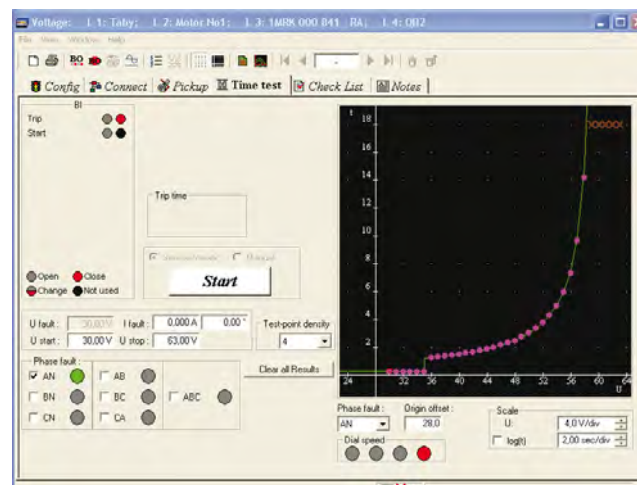 Voltage: I. 1: Taby; I. 2: Motor No1; I. 3: 1MRK 000 841 RA; I. 4: OB2
File View Window Help
BO
-
Config Connect Pickup Time test Check List Notes
BI
Trip
Start
Trip time
Start
Open Close
Change Not used
U fault: 30,00 V I fault: 0.000 A 0.00 °
U start: 30,00 V U stop: 63,00 V
Test-point density
4
Phase fault:
AN AB
BN BC ABC
CN CA
Clear all Results
t 18
16
14
12
10
8
6
4
2
24 28 32 36 40 44 48 52 56 60 64
U
Phase fault: Origin offset:
AN 28,0
Dial speed
Scale
U: 4,0 V/div
log(t) 2,00 sec/div